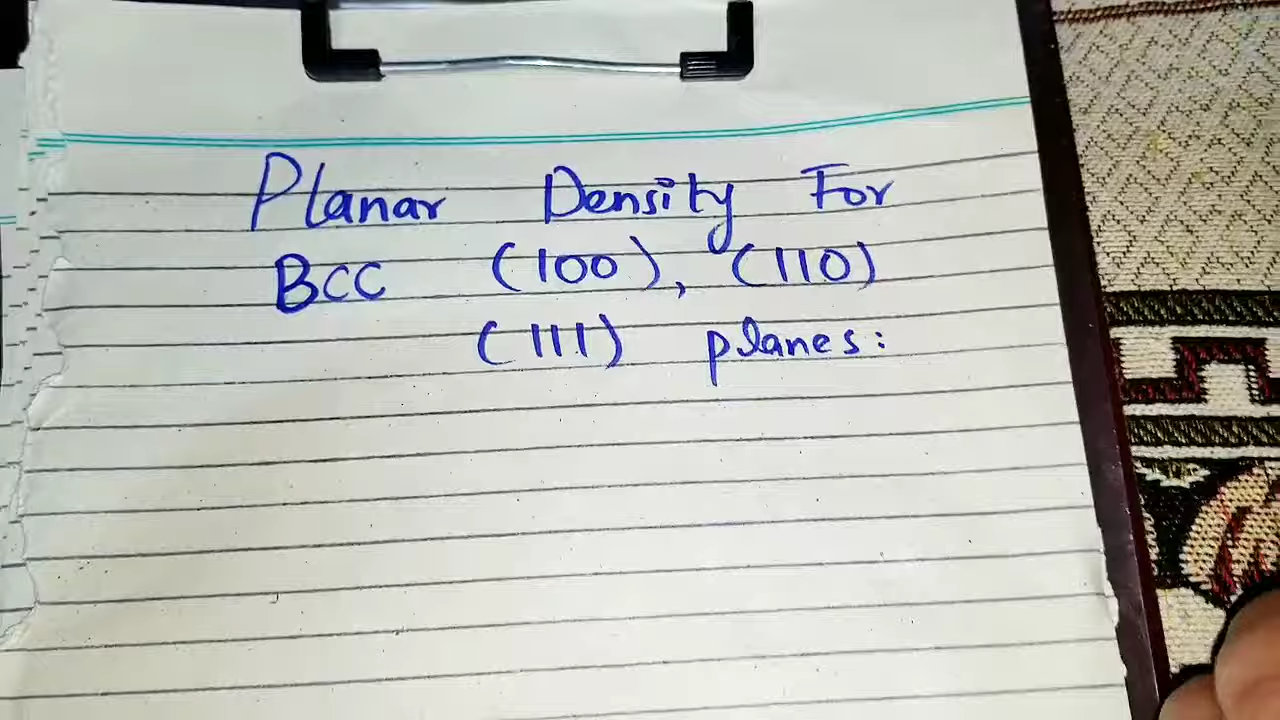 Planar Density For
BCC (100), (110)
(111) planes: